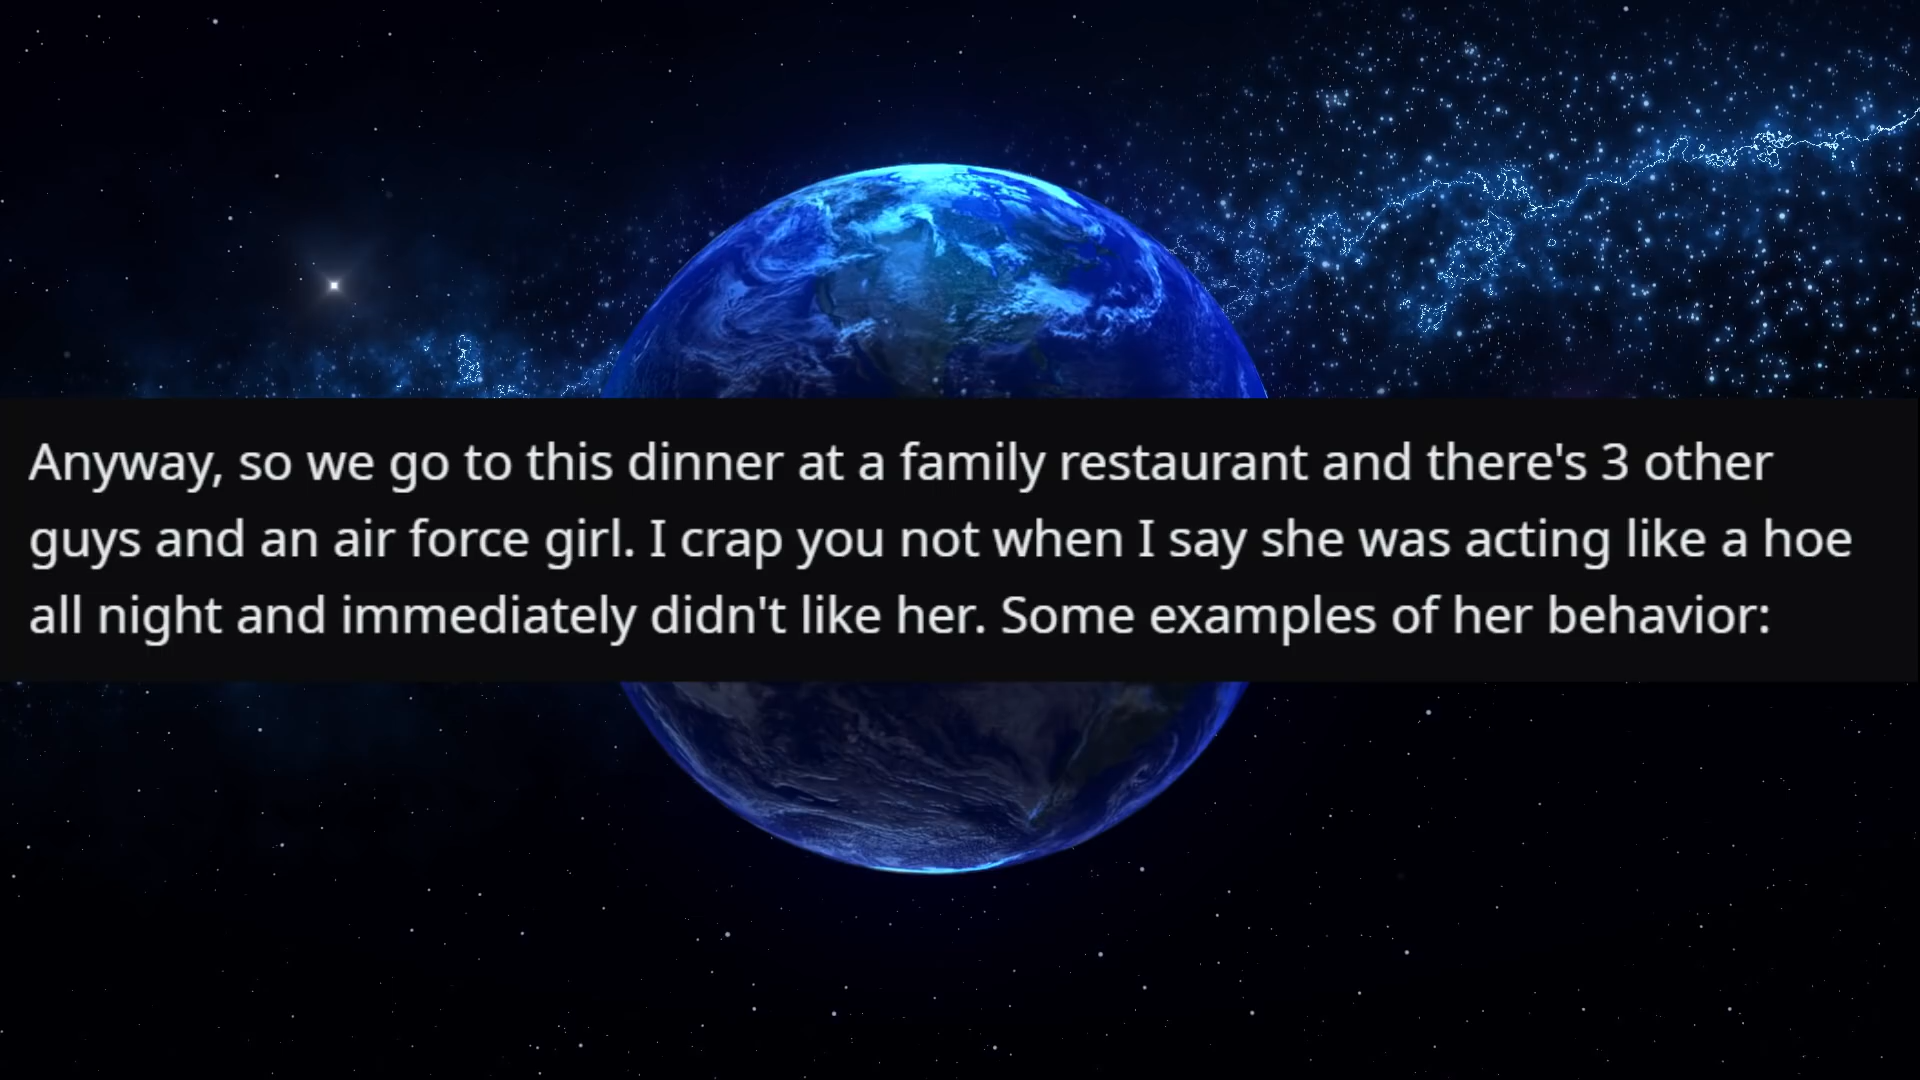 Anyway, so we go to this dinner at a family restaurant and there's 3 other
guys and an air force girl. I crap you not when I say she was acting like a hoe
all night and immediately didn't like her. Some examples of her behavior: